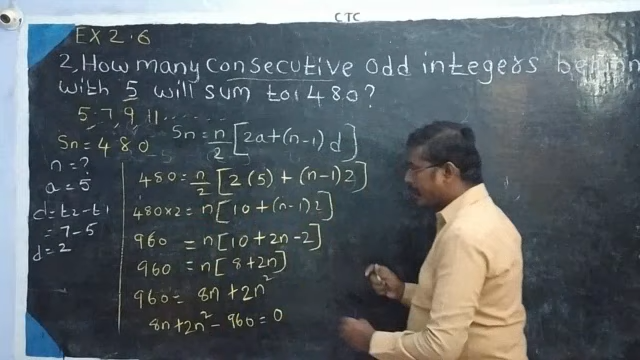 CTC
EX 2.6
2, How many consecutive odd integers beginn
with 5 will sum to 480?
5, 7, 9, 11 .......
Sn = 480
n = ?
a = 5
d = t2 - t1
= 7 - 5
d = 2
Sn = n/2 [2a + (n-1) d]
480 = n/2 [2(5) + (n-1) 2]
480 × 2 = n [10 + (n-1) 2]
960 = n [10 + 2n - 2]
960 = n [8 + 2n]
960 = 8n + 2n²
8n + 2n² - 960 = 0